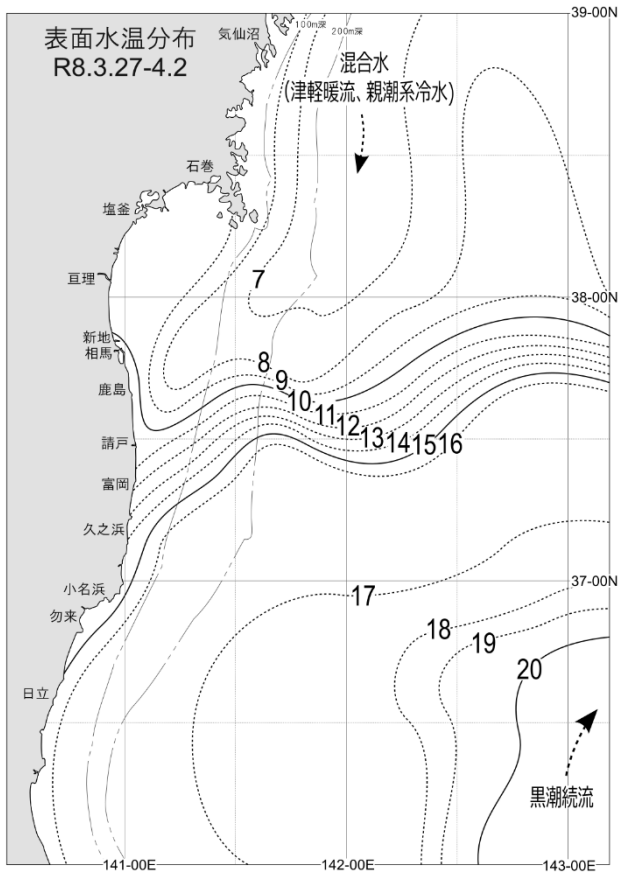 表面水温分布
R8.3.27-4.2
気仙沼
100m深
200m深
39-00N
混合水
(津軽暖流、親潮系冷水)
石巻
塩釜
亘理
7
38-00N
新地
相馬
鹿島
請戸
富岡
久之浜
小名浜
勿来
日立
8
9
10
11
12
13
14
15
16
37-00N
17
18
19
20
黒潮続流
141-00E
142-00E
143-00E